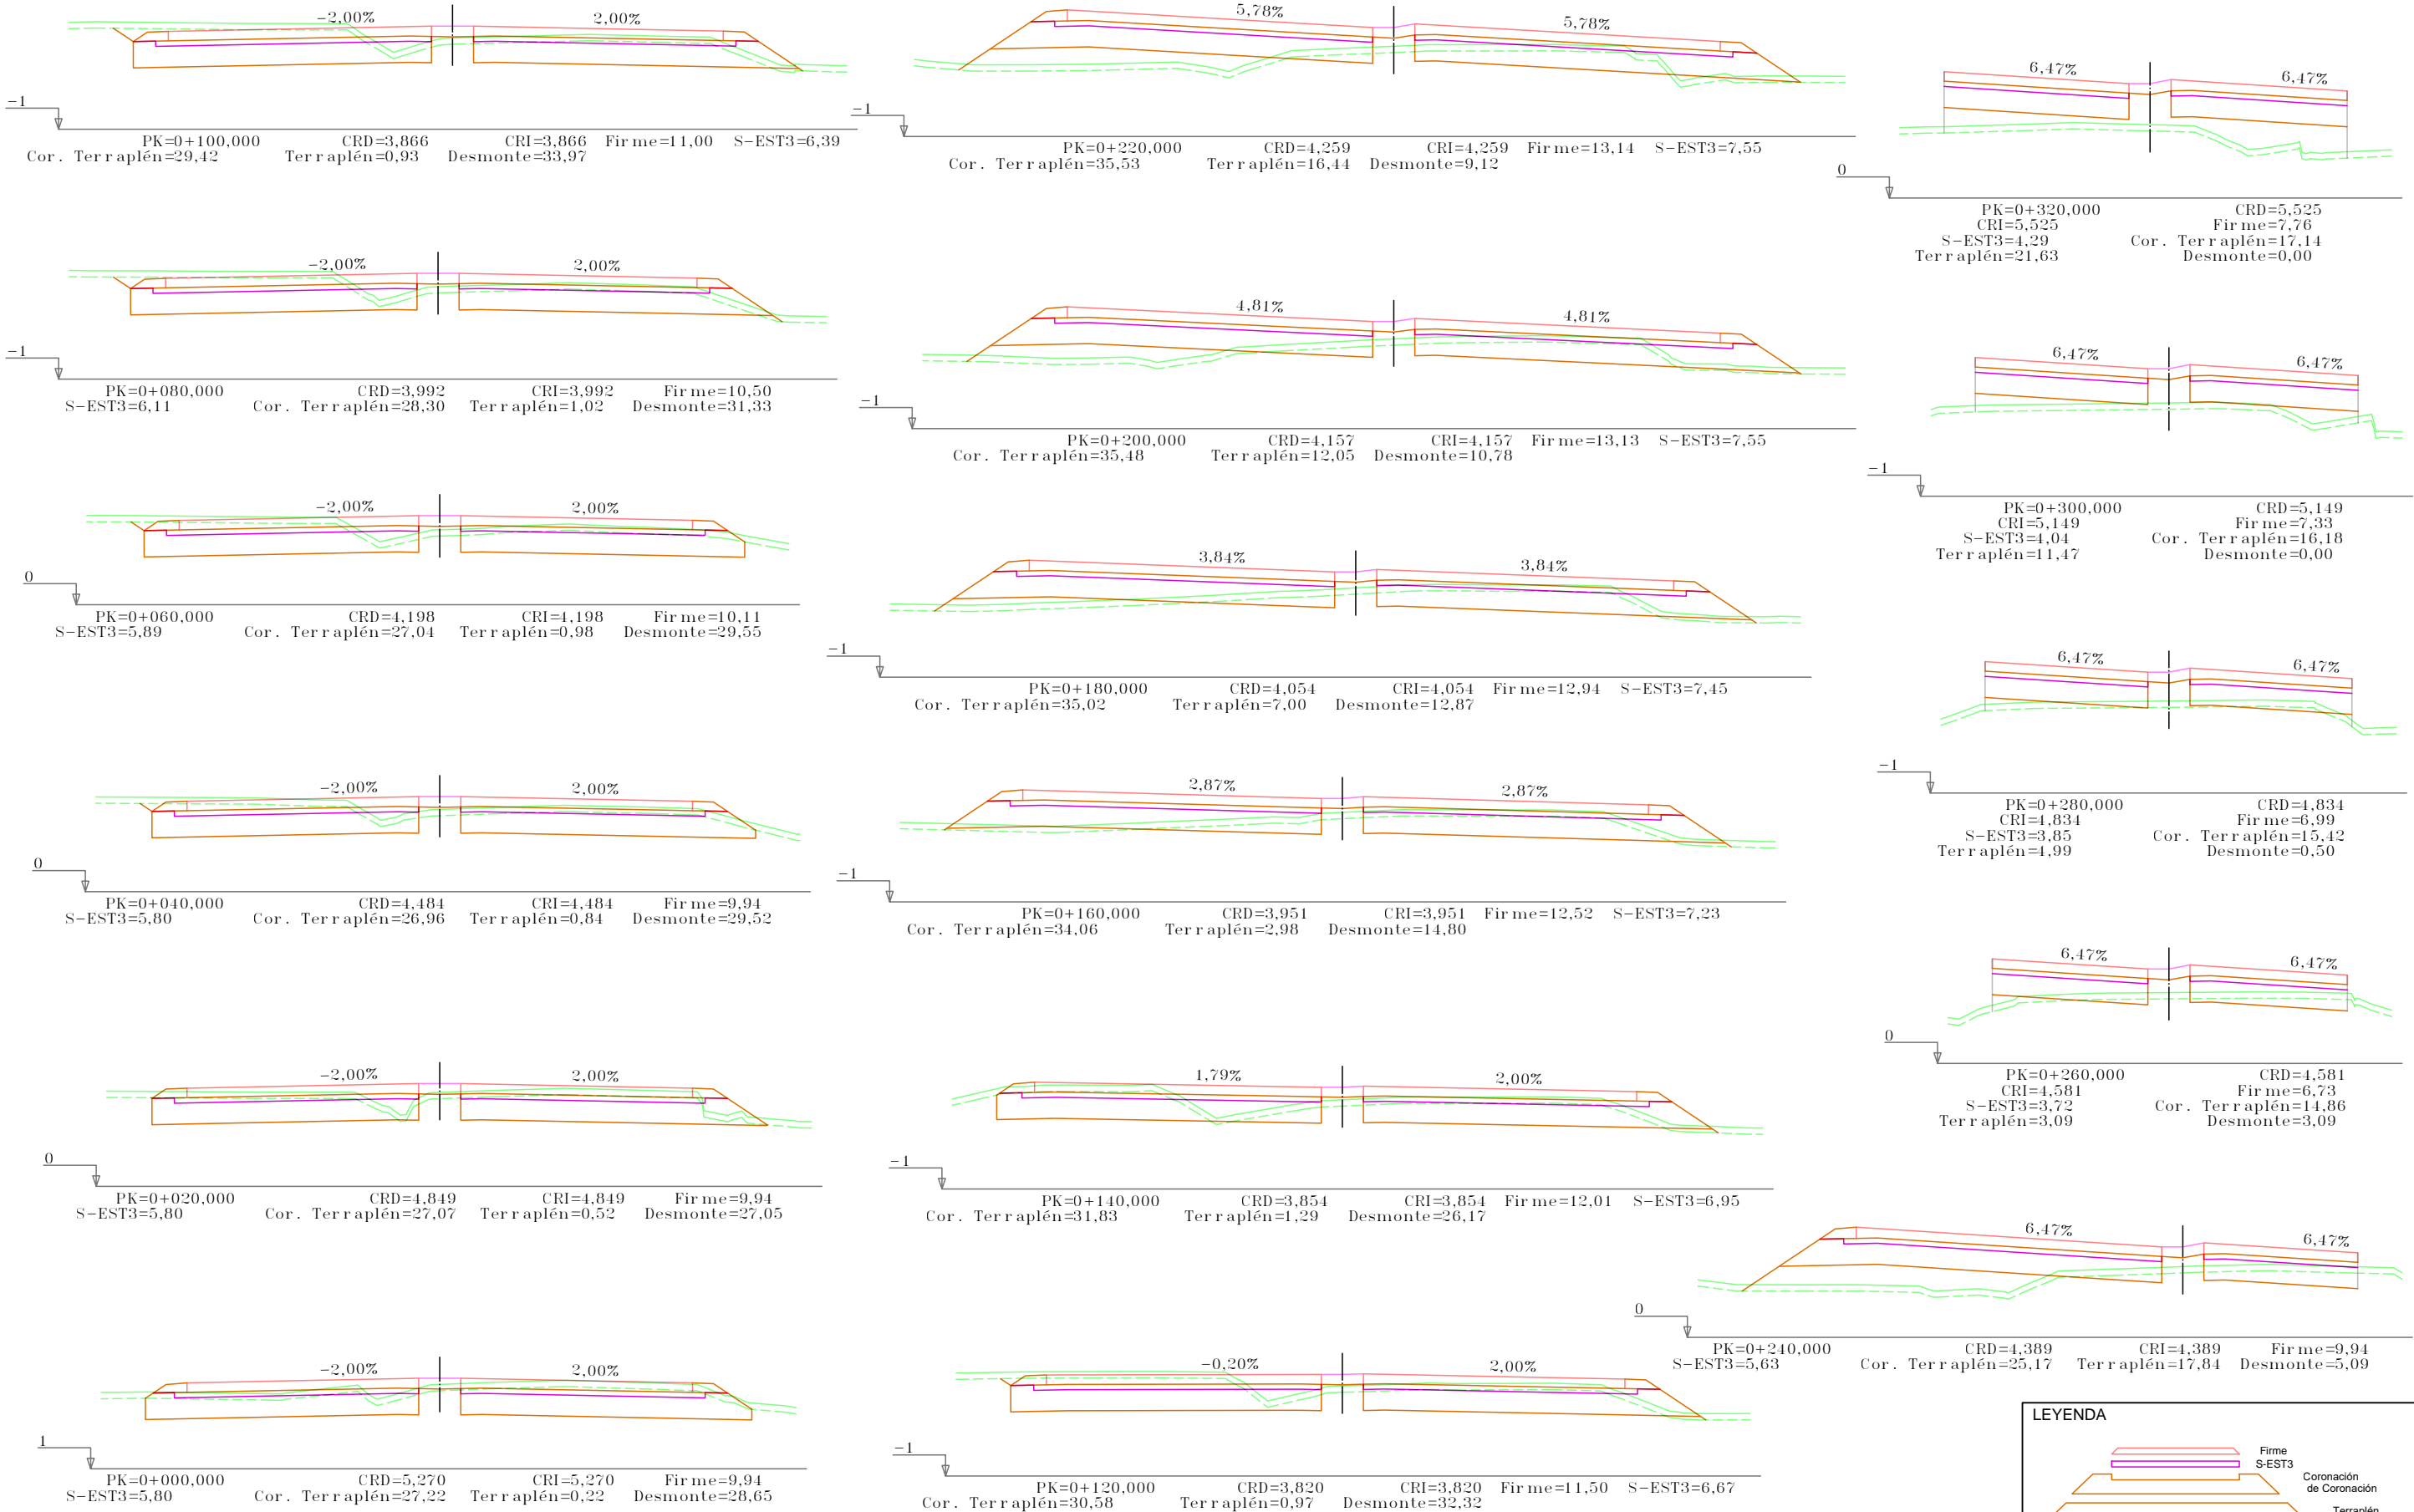 -2,00% 2,00%
-1
PK=0+100,000 CRD=3,866 CRI=3,866 Firme=11,00 S-EST3=6,39
Cor. Terraplén=29,42 Terraplén=0,93 Desmonte=33,97
-2,00% 2,00%
-1
PK=0+080,000 CRD=3,992 CRI=3,992 Firme=10,50
S-EST3=6,11 Cor. Terraplén=28,30 Terraplén=1,02 Desmonte=31,33
-2,00% 2,00%
0
PK=0+060,000 CRD=4,198 CRI=4,198 Firme=10,11
S-EST3=5,89 Cor. Terraplén=27,04 Terraplén=0,98 Desmonte=29,55
-2,00% 2,00%
0
PK=0+040,000 CRD=4,484 CRI=4,484 Firme=9,94
S-EST3=5,80 Cor. Terraplén=26,96 Terraplén=0,84 Desmonte=29,52
-2,00% 2,00%
0
PK=0+020,000 CRD=4,849 CRI=4,849 Firme=9,94
S-EST3=5,80 Cor. Terraplén=27,07 Terraplén=0,52 Desmonte=27,05
-2,00% 2,00%
1
PK=0+000,000 CRD=5,270 CRI=5,270 Firme=9,94
S-EST3=5,80 Cor. Terraplén=27,22 Terraplén=0,22 Desmonte=28,65
5,78% 5,78%
-1
PK=0+220,000 CRD=4,259 CRI=4,259 Firme=13,14 S-EST3=7,55
Cor. Terraplén=35,53 Terraplén=16,44 Desmonte=9,12
4,81% 4,81%
-1
PK=0+200,000 CRD=4,157 CRI=4,157 Firme=13,13 S-EST3=7,55
Cor. Terraplén=35,48 Terraplén=12,05 Desmonte=10,78
3,84% 3,84%
-1
PK=0+180,000 CRD=4,054 CRI=4,054 Firme=12,94 S-EST3=7,45
Cor. Terraplén=35,02 Terraplén=7,00 Desmonte=12,87
2,87% 2,87%
-1
PK=0+160,000 CRD=3,951 CRI=3,951 Firme=12,52 S-EST3=7,23
Cor. Terraplén=34,06 Terraplén=2,98 Desmonte=14,80
1,79% 2,00%
-1
PK=0+140,000 CRD=3,854 CRI=3,854 Firme=12,01 S-EST3=6,95
Cor. Terraplén=31,83 Terraplén=1,29 Desmonte=26,17
-0,20% 2,00%
-1
PK=0+120,000 CRD=3,820 CRI=3,820 Firme=11,50 S-EST3=6,67
Cor. Terraplén=30,58 Terraplén=0,97 Desmonte=32,32
6,47% 6,47%
0
PK=0+320,000 CRD=5,525
CRI=5,525 Firme=7,76
S-EST3=4,29 Cor. Terraplén=17,14
Terraplén=21,63 Desmonte=0,00
6,47% 6,47%
-1
PK=0+300,000 CRD=5,149
CRI=5,149 Firme=7,33
S-EST3=4,04 Cor. Terraplén=16,18
Terraplén=11,47 Desmonte=0,00
6,47% 6,47%
-1
PK=0+280,000 CRD=4,834
CRI=4,834 Firme=6,99
S-EST3=3,85 Cor. Terraplén=15,42
Terraplén=4,99 Desmonte=0,50
6,47% 6,47%
0
PK=0+260,000 CRD=4,581
CRI=4,581 Firme=6,73
S-EST3=3,72 Cor. Terraplén=14,86
Terraplén=3,09 Desmonte=3,09
6,47% 6,47%
0
PK=0+240,000 CRD=4,389 CRI=4,389 Firme=9,94
S-EST3=5,63 Cor. Terraplén=25,17 Terraplén=17,84 Desmonte=5,09
LEYENDA
Firme
S-EST3
Coronación
de Coronación
Terraplén